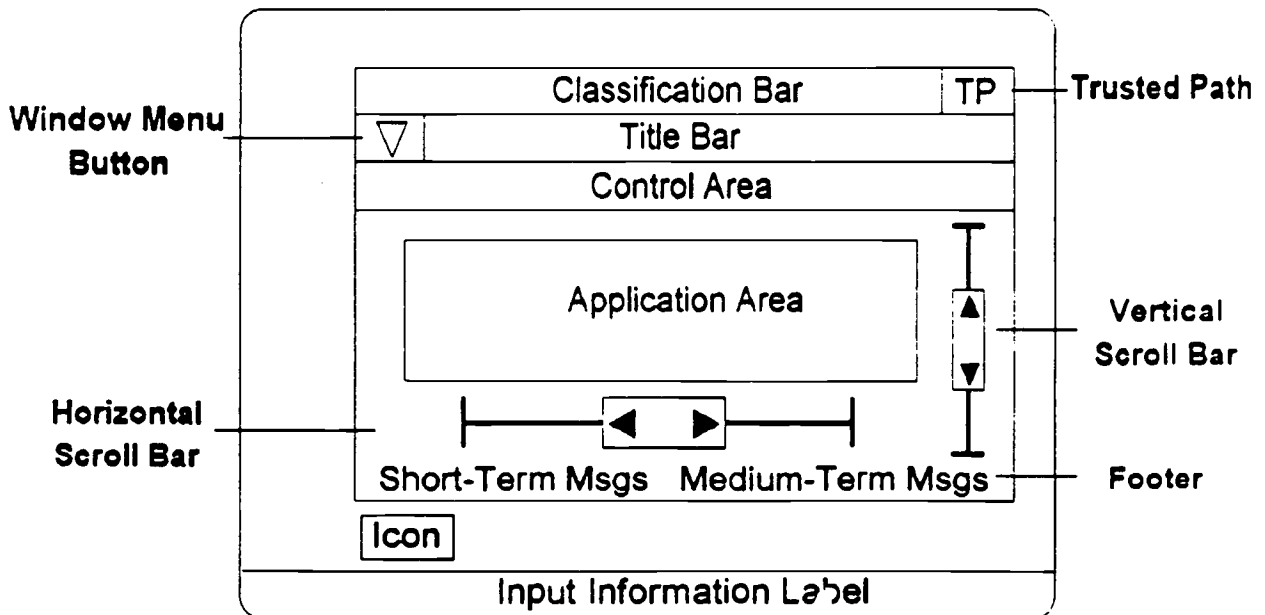 Classification Bar
TP
Trusted Path
Window Menu
Button
Title Bar
Control Area
Application Area
Vertical
Scroll Bar
Horizontal
Scroll Bar
Short-Term Msgs
Medium-Term Msgs
Footer
Icon
Input Information Label